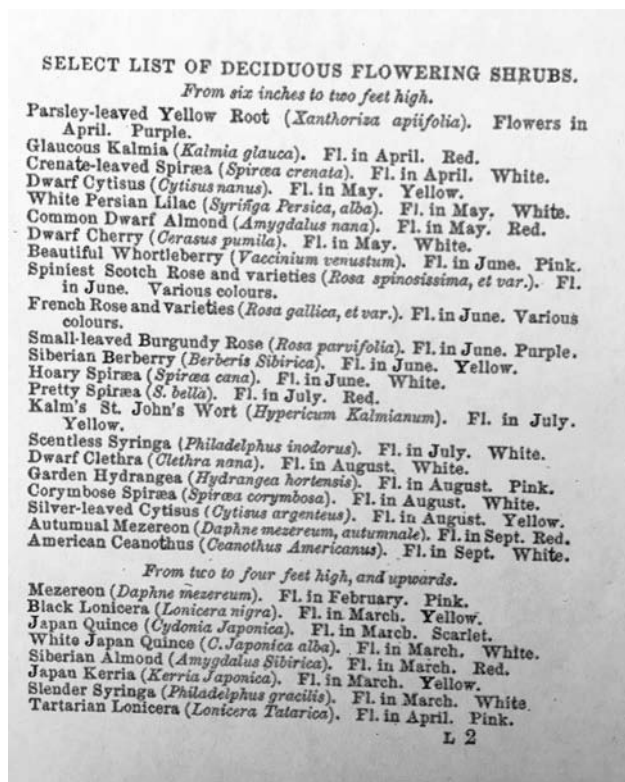 SELECT LIST OF DECIDUOUS FLOWERING SHRUBS.
From six inches to two feet high.
Parsley-leaved Yellow Root (Xanthoriza apiifolia). Flowers in
April. Purple.
Glaucous Kalmia (Kalmia glauca). Fl. in April. Red.
Crenate-leaved Spiræa (Spiræa crenata). Fl. in April. White.
Dwarf Cytisus (Cytisus nanus). Fl. in May. Yellow.
White Persian Lilac (Syringa Persica, alba). Fl. in May. White.
Common Dwarf Almond (Amygdalus nana). Fl. in May. Red.
Dwarf Cherry (Cerasus pumila). Fl. in May. White.
Beautiful Whortleberry (Vaccinium venustum). Fl. in June. Pink.
Spiniest Scotch Rose and varieties (Rosa spinosissima, et var.). Fl.
in June. Various colours.
French Rose and varieties (Rosa gallica, et var.). Fl. in June. Various
colours.
Small-leaved Burgundy Rose (Rosa parvifolia). Fl. in June. Purple.
Siberian Berberry (Berberis Sibirica). Fl. in June. Yellow.
Hoary Spiræa (Spiræa cana). Fl. in June. White.
Pretty Spiræa (S. bella). Fl. in July. Red.
Kalm's St. John's Wort (Hypericum Kalmianum). Fl. in July.
Yellow.
Scentless Syringa (Philadelphus inodorus). Fl. in July. White.
Dwarf Clethra (Clethra nana). Fl. in August. White.
Garden Hydrangea (Hydrangea hortensis). Fl. in August. Pink.
Corymbose Spiræa (Spiræa corymbosa). Fl. in August. White.
Silver-leaved Cytisus (Cytisus argenteus). Fl. in August. Yellow.
Autumual Mezereon (Daphne mezereum, autumnale). Fl. in Sept. Red.
American Ceanothus (Ceanothus Americanus). Fl. in Sept. White.
From two to four feet high, and upwards.
Mezereon (Daphne mezereum). Fl. in February. Pink.
Black Lonicera (Lonicera nigra). Fl. in March. Yellow.
Japan Quince (Cydonia Japonica). Fl. in March. Scarlet.
White Japan Quince (C. Japonica alba). Fl. in March. White.
Siberian Almond (Amygdalus Sibirica). Fl. in March. Red.
Japan Kerria (Kerria Japonica). Fl. in March. Yellow.
Slender Syringa (Philadelphus gracilis). Fl. in March. White.
Tartarian Lonicera (Lonicera Tatarica). Fl. in April. Pink.
L 2